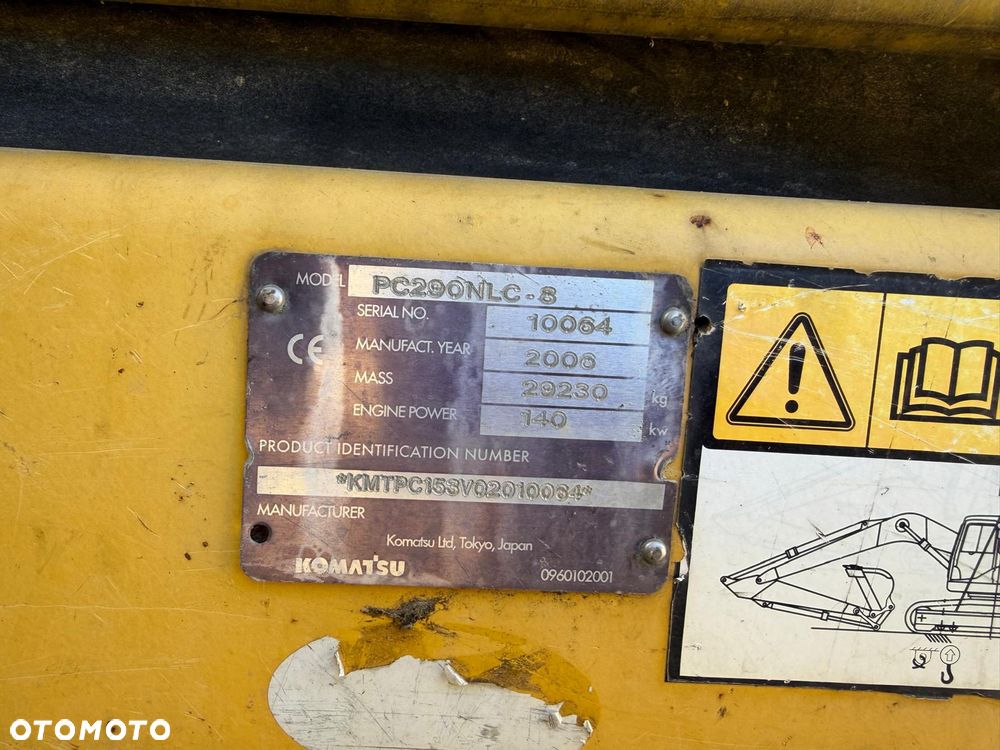 MODEL PC290NLC-8
SERIAL NO. 10064
CE MANUFACT. YEAR 2006
MASS 29230 kg
ENGINE POWER 140 kw
PRODUCT IDENTIFICATION NUMBER
*KMTPC153V02010064*
MANUFACTURER
Komatsu Ltd, Tokyo, Japan
KOMATSU 0960102001
OTOMOTO